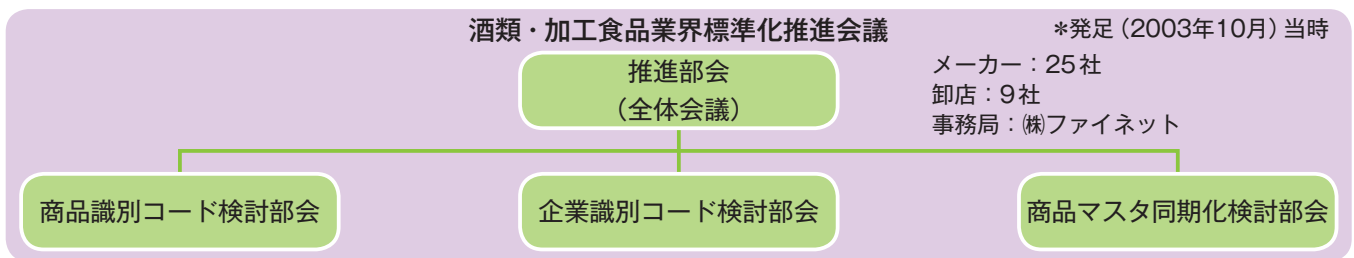 酒類・加工食品業界標準化推進会議
*発足(2003年10月)当時
推進部会
(全体会議)
メーカー:25社
卸店:9社
事務局:㈱ファイネット
商品識別コード検討部会
企業識別コード検討部会
商品マスタ同期化検討部会